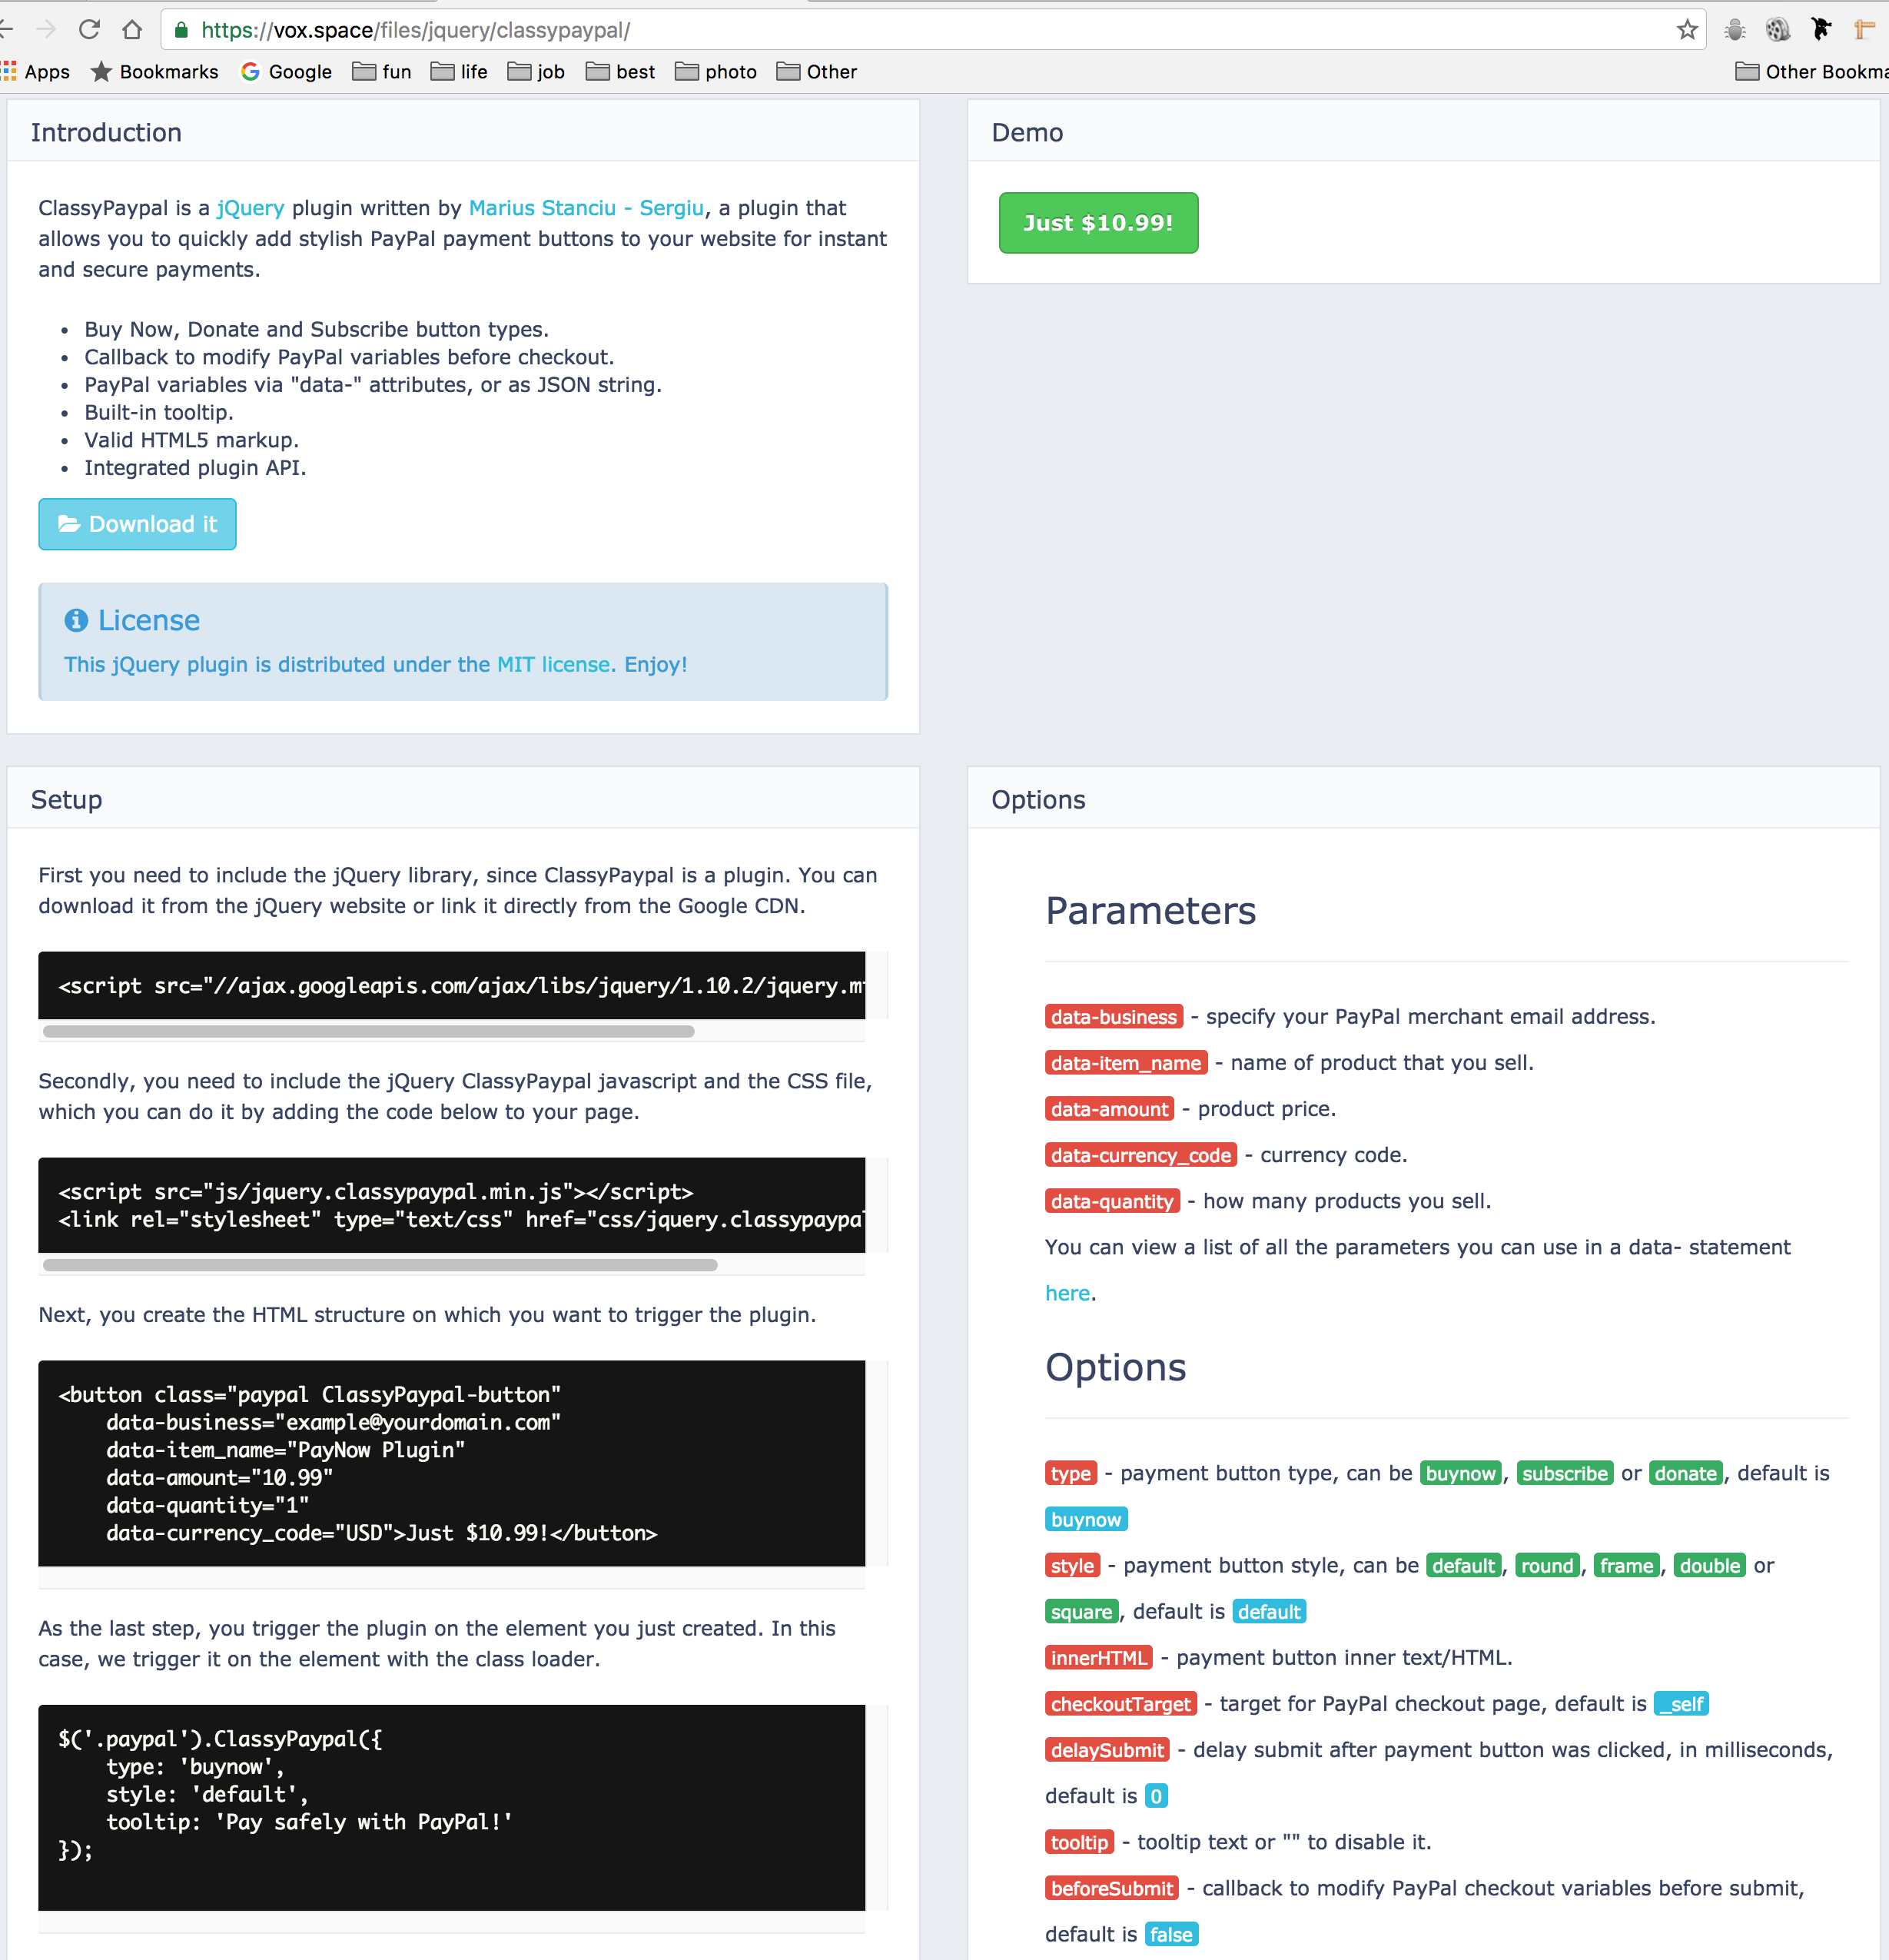 https://vox.space/files/jquery/classypaypal/
Apps Bookmarks Google fun life job best photo Other Other
Introduction
ClassyPaypal is a jQuery plugin written by Marius Stanciu - Sergiu, a plugin that
allows you to quickly add stylish PayPal payment buttons to your website for instant
and secure payments.
• Buy Now, Donate and Subscribe button types.
• Callback to modify PayPal variables before checkout.
• PayPal variables via "data-" attributes, or as JSON string.
• Built-in tooltip.
• Valid HTML5 markup.
• Integrated plugin API.
Download it
License
This jQuery plugin is distributed under the MIT license. Enjoy!
Demo
Just $10.99!
Setup
First you need to include the jQuery library, since ClassyPaypal is a plugin. You can
download it from the jQuery website or link it directly from the Google CDN.
<script src="//ajax.googleapis.com/ajax/libs/jquery/1.10.2/jquery.m
Secondly, you need to include the jQuery ClassyPaypal javascript and the CSS file,
which you can do it by adding the code below to your page.
<script src="js/jquery.classypaypal.min.js"></script>
<link rel="stylesheet" type="text/css" href="css/jquery.classypaypal
Next, you create the HTML structure on which you want to trigger the plugin.
<button class="paypal ClassyPaypal-button"
data-business="example@yourdomain.com"
data-item_name="PayNow Plugin"
data-amount="10.99"
data-quantity="1"
data-currency_code="USD">Just $10.99!</button>
As the last step, you trigger the plugin on the element you just created. In this
case, we trigger it on the element with the class loader.
$('.paypal').ClassyPaypal({
type: 'buynow',
style: 'default',
tooltip: 'Pay safely with PayPal!'
});
Options
Parameters
data-business - specify your PayPal merchant email address.
data-item_name - name of product that you sell.
data-amount - product price.
data-currency_code - currency code.
data-quantity - how many products you sell.
You can view a list of all the parameters you can use in a data- statement
here.
Options
type - payment button type, can be buynow, subscribe or donate, default is
buynow
style - payment button style, can be default, round, frame, double or
square, default is default
innerHTML - payment button inner text/HTML.
checkoutTarget - target for PayPal checkout page, default is _self
delaySubmit - delay submit after payment button was clicked, in milliseconds,
default is 0
tooltip - tooltip text or "" to disable it.
beforeSubmit - callback to modify PayPal checkout variables before submit,
default is false